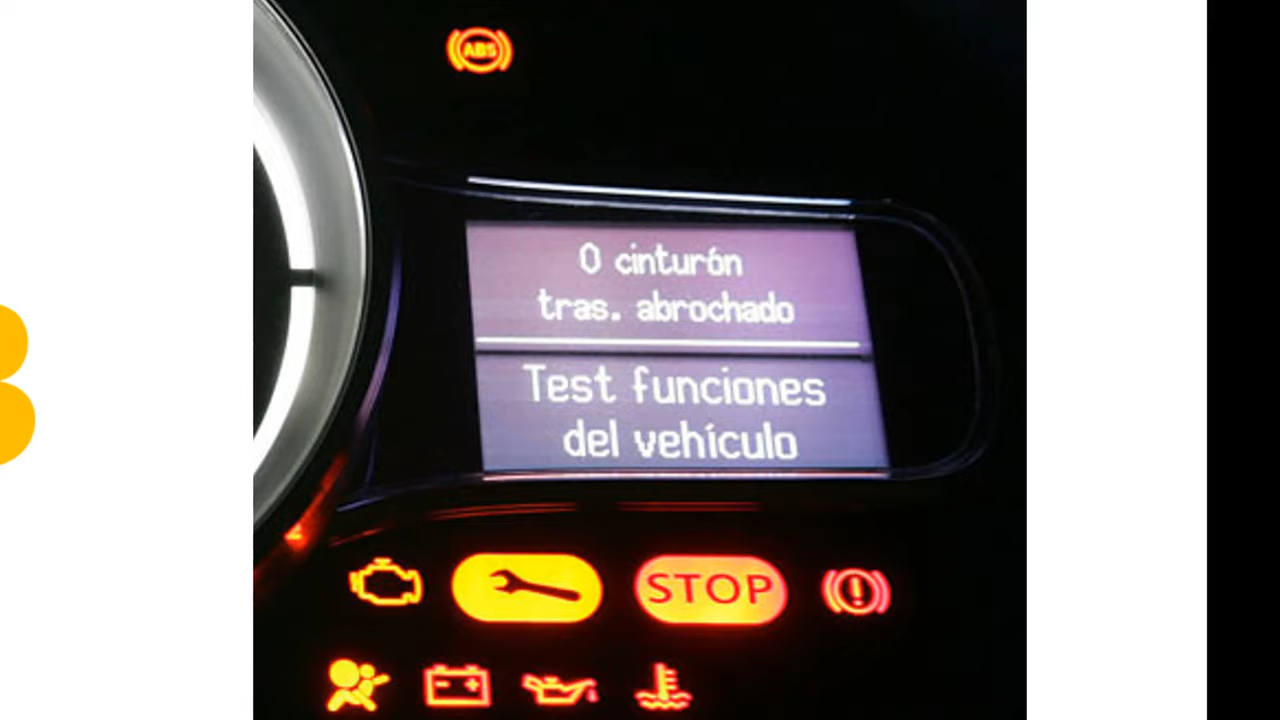 ABS
0 cinturón
tras. abrochado
Test funciones
del vehículo
STOP